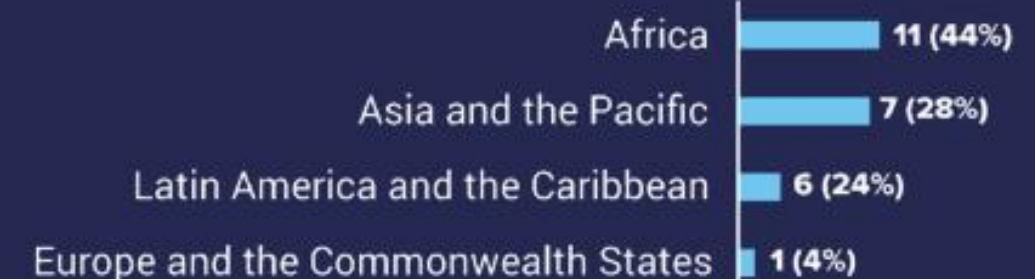 Africa 11 (44%)
Asia and the Pacific 7 (28%)
Latin America and the Caribbean 6 (24%)
Europe and the Commonwealth States 1 (4%)